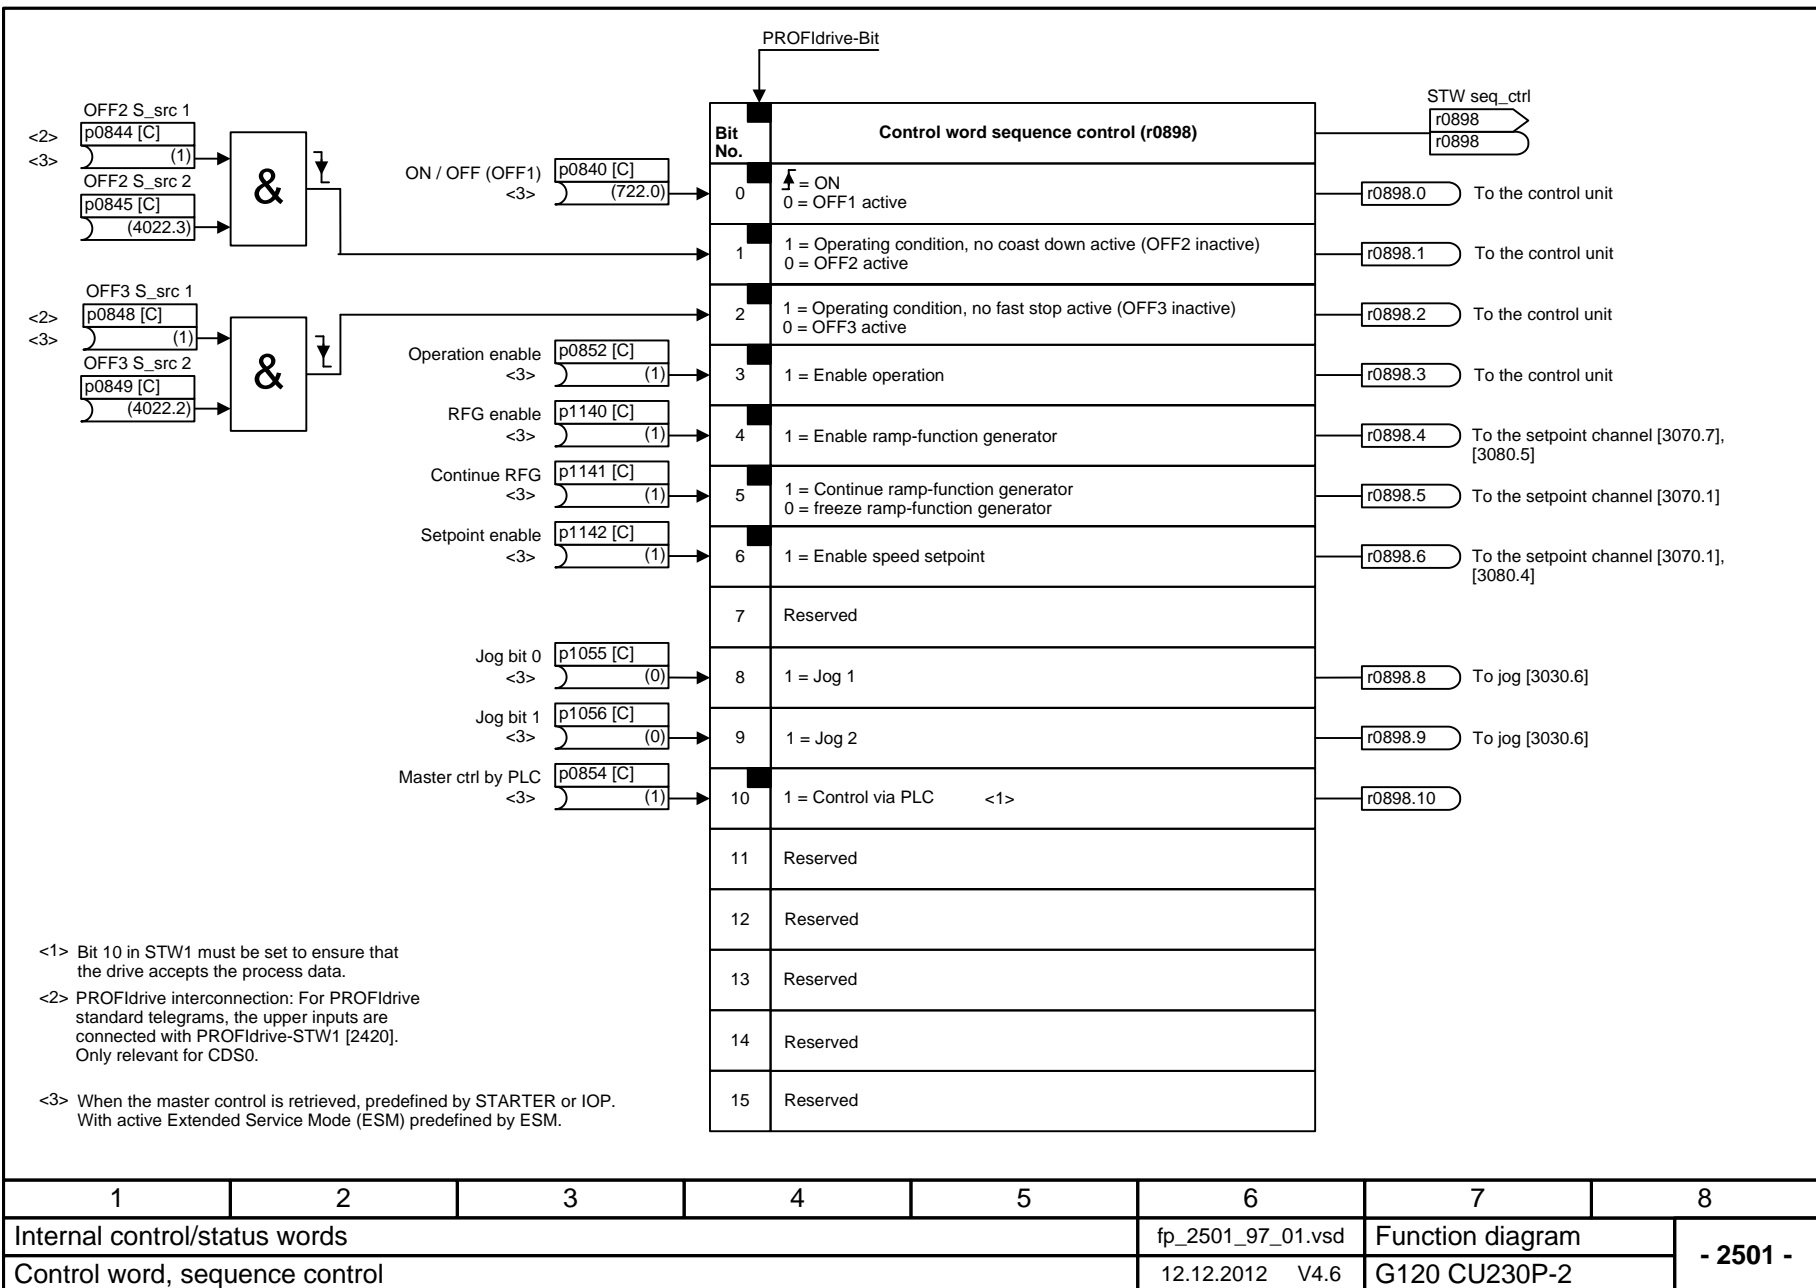 PROFIdrive-Bit
OFF2 S_src 1
<2>
p0844 [C]
<3>
(1)
OFF2 S_src 2
p0845 [C]
(4022.3)
&
OFF3 S_src 1
<2>
p0848 [C]
<3>
(1)
OFF3 S_src 2
p0849 [C]
(4022.2)
&
ON / OFF (OFF1)
<3>
p0840 [C]
(722.0)
Operation enable
<3>
p0852 [C]
(1)
RFG enable
<3>
p1140 [C]
(1)
Continue RFG
<3>
p1141 [C]
(1)
Setpoint enable
<3>
p1142 [C]
(1)
Jog bit 0
<3>
p1055 [C]
(0)
Jog bit 1
<3>
p1056 [C]
(0)
Master ctrl by PLC
<3>
p0854 [C]
(1)
Bit
No.
Control word sequence control (r0898)
0
= ON
0 = OFF1 active
1
1 = Operating condition, no coast down active (OFF2 inactive)
0 = OFF2 active
2
1 = Operating condition, no fast stop active (OFF3 inactive)
0 = OFF3 active
3
1 = Enable operation
4
1 = Enable ramp-function generator
5
1 = Continue ramp-function generator
0 = freeze ramp-function generator
6
1 = Enable speed setpoint
7
Reserved
8
1 = Jog 1
9
1 = Jog 2
10
1 = Control via PLC <1>
11
Reserved
12
Reserved
13
Reserved
14
Reserved
15
Reserved
STW seq_ctrl
r0898
r0898
r0898.0
To the control unit
r0898.1
To the control unit
r0898.2
To the control unit
r0898.3
To the control unit
r0898.4
To the setpoint channel [3070.7],
[3080.5]
r0898.5
To the setpoint channel [3070.1]
r0898.6
To the setpoint channel [3070.1],
[3080.4]
r0898.8
To jog [3030.6]
r0898.9
To jog [3030.6]
r0898.10
<1> Bit 10 in STW1 must be set to ensure that
the drive accepts the process data.
<2> PROFIdrive interconnection: For PROFIdrive
standard telegrams, the upper inputs are
connected with PROFIdrive-STW1 [2420].
Only relevant for CDS0.
<3> When the master control is retrieved, predefined by STARTER or IOP.
With active Extended Service Mode (ESM) predefined by ESM.
1 2 3 4 5 6 7 8
Internal control/status words
fp_2501_97_01.vsd
Function diagram
- 2501 -
Control word, sequence control
12.12.2012 V4.6
G120 CU230P-2